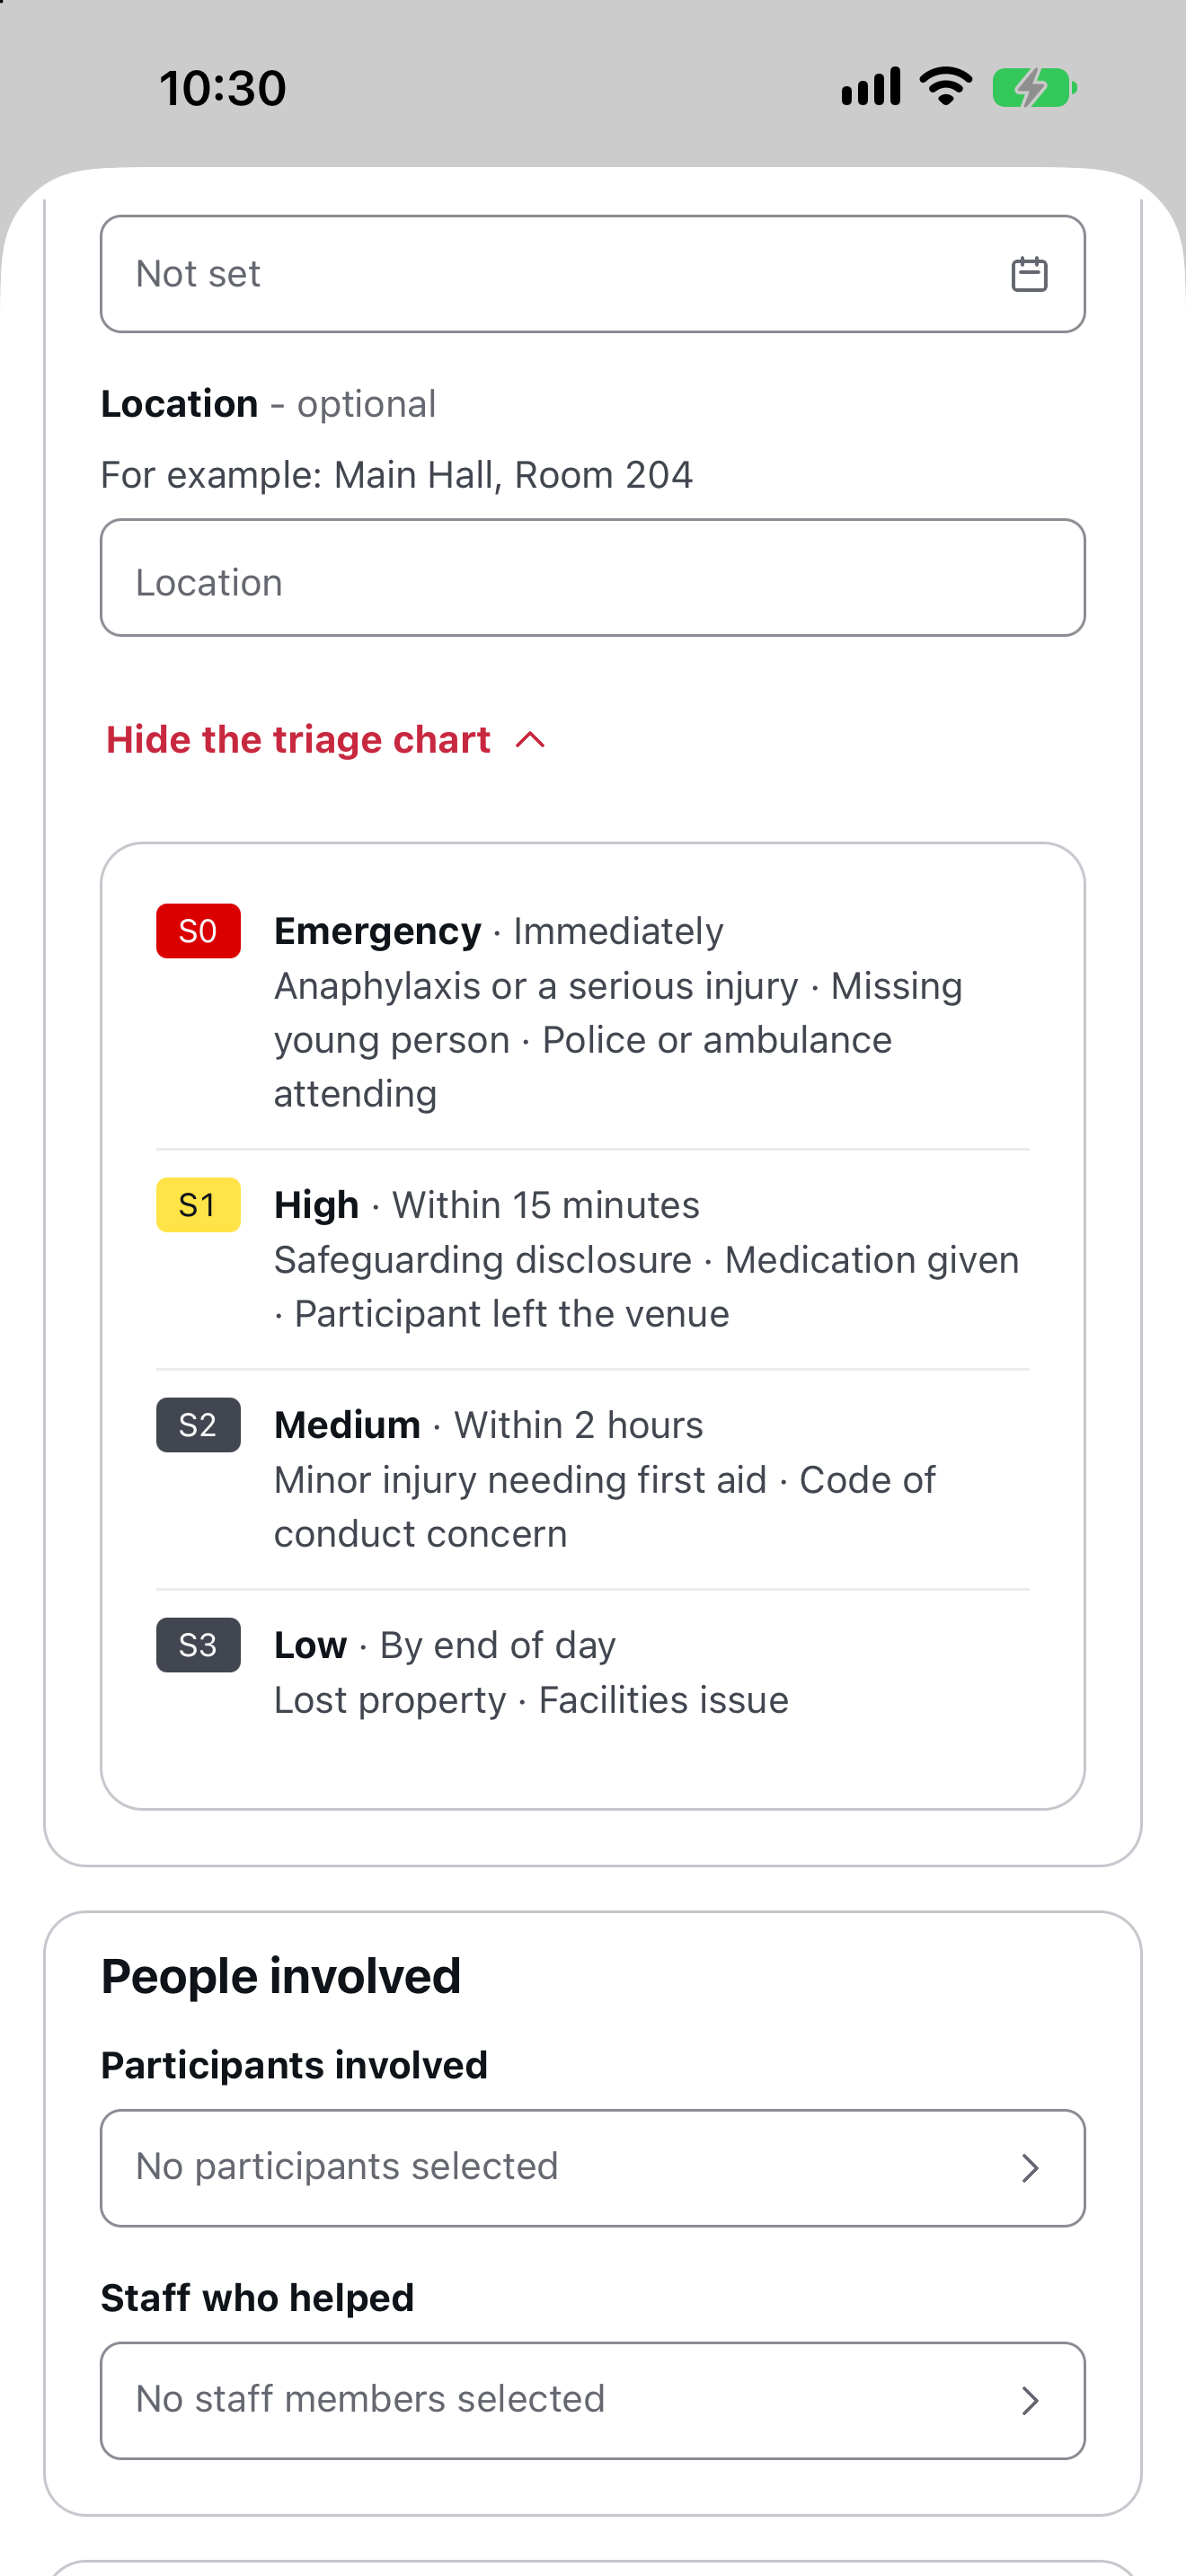 10:30
Not set
Location - optional
For example: Main Hall, Room 204
Location
Hide the triage chart
S0 Emergency · Immediately
Anaphylaxis or a serious injury · Missing
young person · Police or ambulance
attending
S1 High · Within 15 minutes
Safeguarding disclosure · Medication given
· Participant left the venue
S2 Medium · Within 2 hours
Minor injury needing first aid · Code of
conduct concern
S3 Low · By end of day
Lost property · Facilities issue
People involved
Participants involved
No participants selected
Staff who helped
No staff members selected